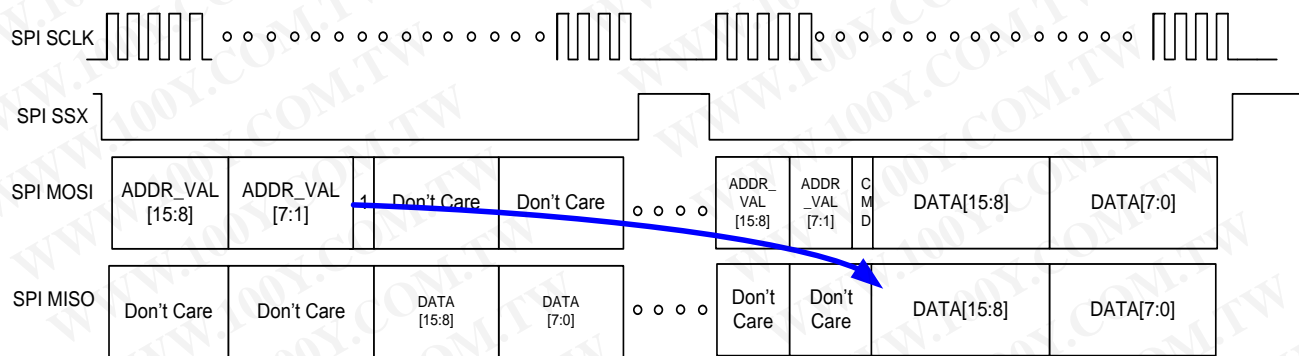 SPI SCLK
SPI SSX
SPI MOSI
ADDR_VAL
[15:8]
ADDR_VAL
[7:1]
1
Don't Care
Don't Care
ADDR_
VAL
[15:8]
ADDR
_VAL
[7:1]
C
M
D
DATA[15:8]
DATA[7:0]
SPI MISO
Don't Care
Don't Care
DATA
[15:8]
DATA
[7:0]
Don't
Care
Don't
Care
DATA[15:8]
DATA[7:0]
WWW.100Y.COM.TW